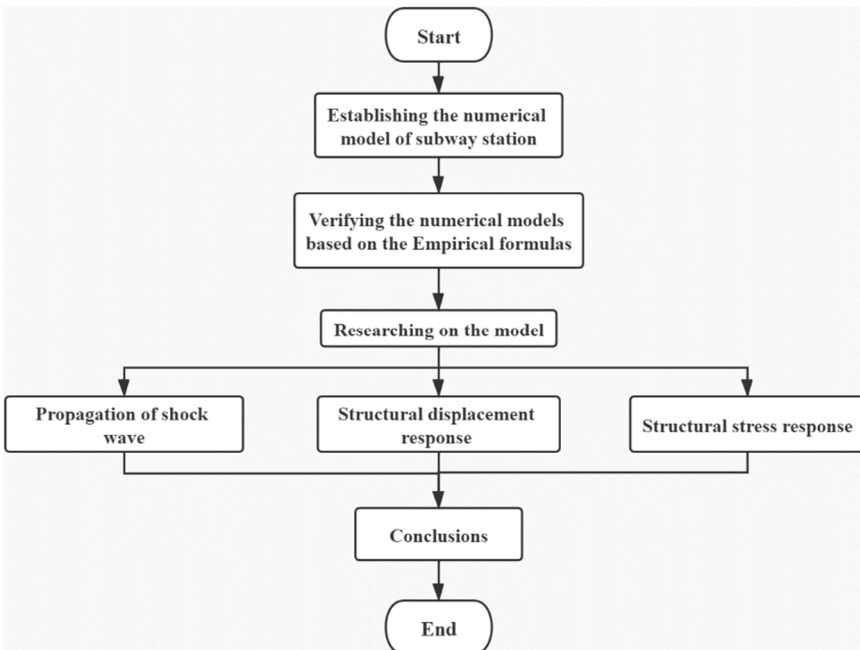 Start
Establishing the numerical
model of subway station
Verifying the numerical models
based on the Empirical formulas
Researching on the model
Propagation of shock
wave
Structural displacement
response
Structural stress response
Conclusions
End